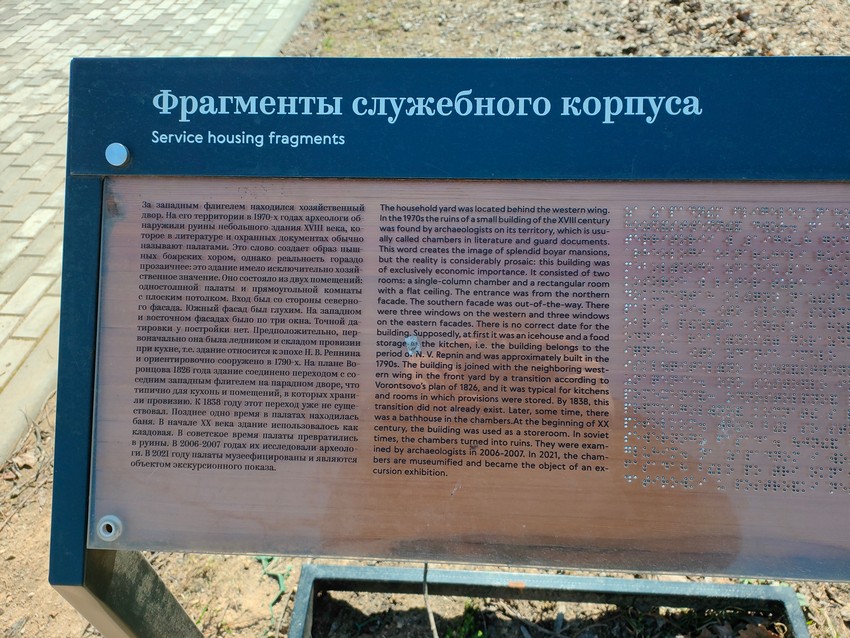 Фрагменты служебного корпуса
Service housing fragments
За западным флигелем находился хозяйственный
двор. На его территории в 1970-х годах археологи об-
наружили руины небольшого здания XVIII века, ко-
торое в литературе и охранных документах обычно
называют палатами. Это слово создает образ пыш-
ных боярских хором, однако реальность гораздо
прозаичнее: это здание имело исключительно хозяй-
ственное значение. Оно состояло из двух помещений:
одностолпной палаты и прямоугольной комнаты
с плоским потолком. Вход был со стороны северно-
го фасада. Южный фасад был глухим. На западном
и восточном фасадах было по три окна. Точной да-
тировки у постройки нет. Предположительно, пер-
воначально она была ледником и складом провизии
при кухне, т.е. здание относится к эпохе Н. В. Репнина
и ориентировочно сооружено в 1790-х. На плане Во-
ронцова 1826 года здание соединено переходом с со-
седним западным флигелем на парадном дворе, что
типично для кухонь и помещений, в которых храни-
ли провизию. К 1838 году этот переход уже не суще-
ствовал. Позднее одно время в палатах находилась
баня. В начале XX века здание использовалось как
кладовая. В советское время палаты превратились
в руины. В 2006-2007 годах их исследовали археоло-
ги. В 2021 году палаты музеефицированы и являются
объектом экскурсионного показа.
The household yard was located behind the western wing.
In the 1970s the ruins of a small building of the XVIII century
was found by archaeologists on its territory, which is usu-
ally called chambers in literature and guard documents.
This word creates the image of splendid boyar mansions,
but the reality is considerably prosaic: this building was
of exclusively economic importance. It consisted of two
rooms: a single-column chamber and a rectangular room
with a flat ceiling. The entrance was from the northern
facade. The southern facade was out-of-the-way. There
were three windows on the western and three windows
on the eastern facades. There is no correct date for the
building. Supposedly, at first it was an icehouse and a food
storage of the kitchen, i.e. the building belongs to the
period of N. V. Repnin and was approximately built in the
1790s. The building is joined with the neighboring west-
ern wing in the front yard by a transition according to
Vorontsovo's plan of 1826, and it was typical for kitchens
and rooms in which provisions were stored. By 1838, this
transition did not already exist. Later, some time, there
was a bathhouse in the chambers.At the beginning of XX
century, the building was used as a storeroom. In soviet
times, the chambers turned into ruins. They were exam-
ined by archaeologists in 2006-2007. In 2021, the cham-
bers are museumified and became the object of an ex-
cursion exhibition.